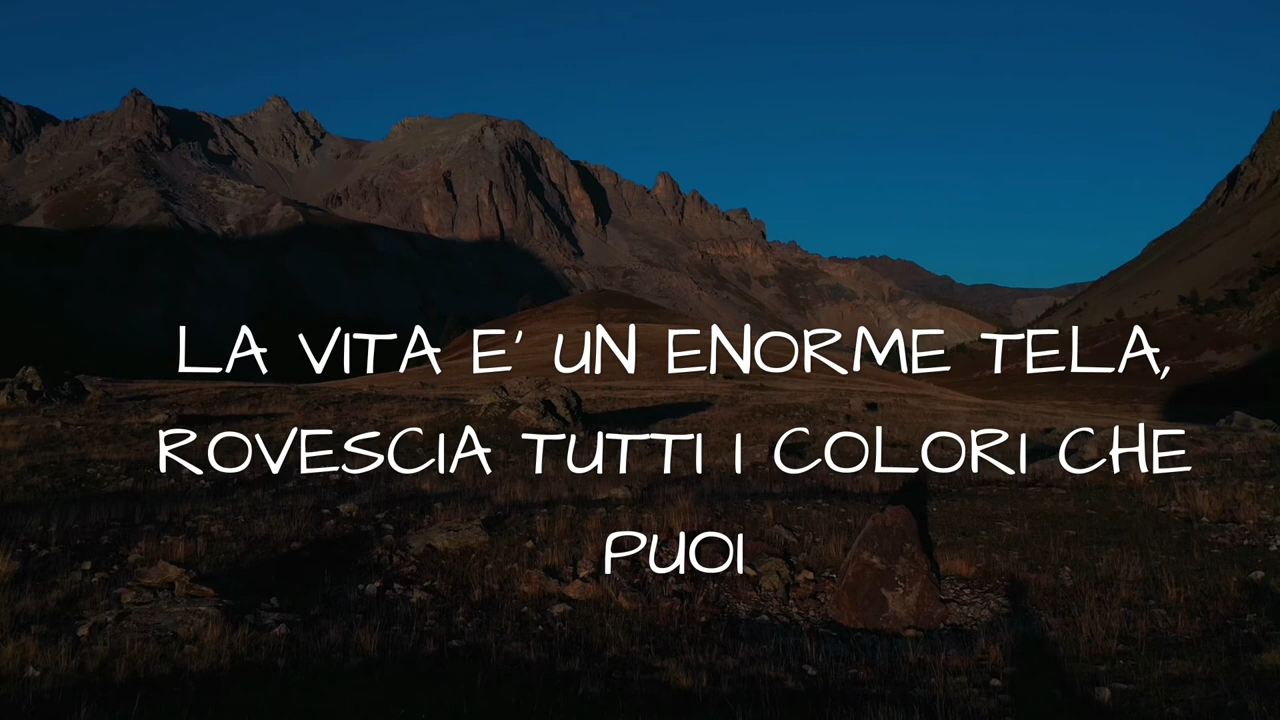 LA VITA E' UN ENORME TELA,
ROVESCIA TUTTI I COLORI CHE
PUOI